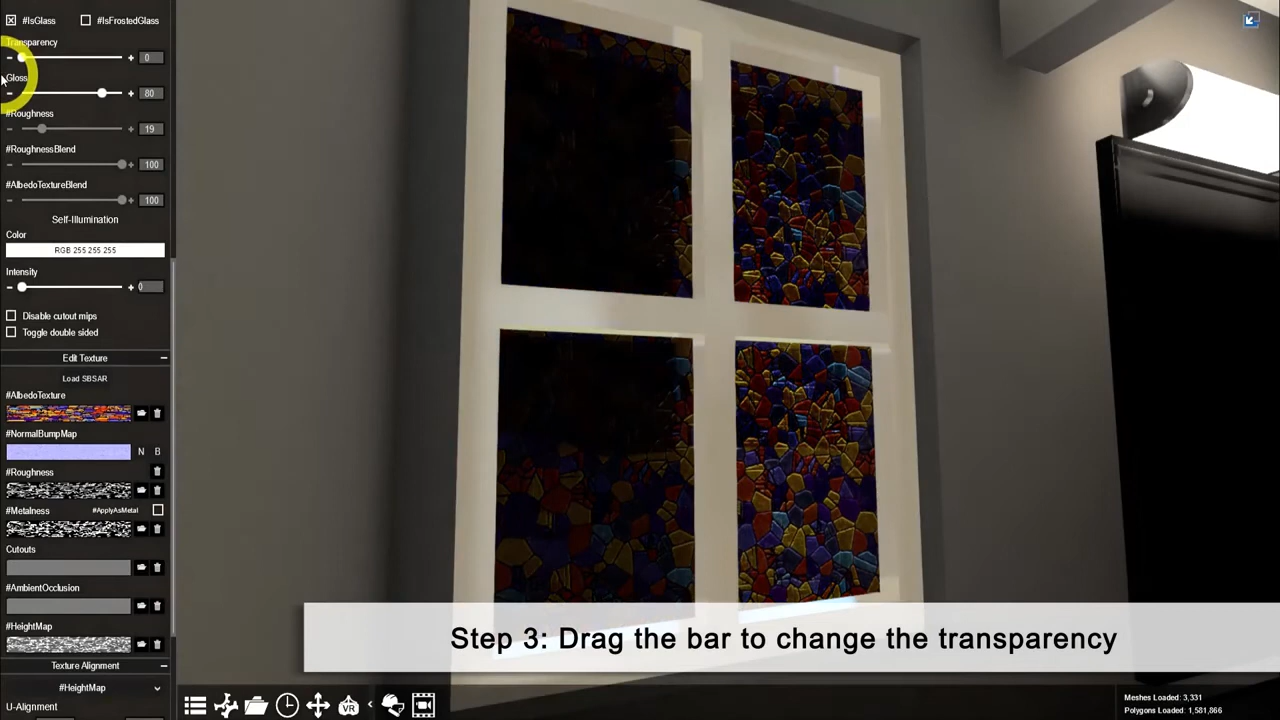 #IsGlass #IsFrostedGlass
Transparency
- + 0
Gloss
- + 80
#Roughness
- + 19
#RoughnessBlend
- + 100
#AlbedoTextureBlend
- + 100
Self-Illumination
Color
RGB 255 255 255
Intensity
- + 0
Disable cutout mips
Toggle double sided
Edit Texture
Load SBSAR
#AlbedoTexture
#NormalBumpMap
N B
#Roughness
#Metalness #ApplyAsMetal
Cutouts
#AmbientOcclusion
#HeightMap
Texture Alignment
#HeightMap
U-Alignment
Step 3: Drag the bar to change the transparency
VR
Meshes Loaded: 3,331
Polygons Loaded: 1,581,866